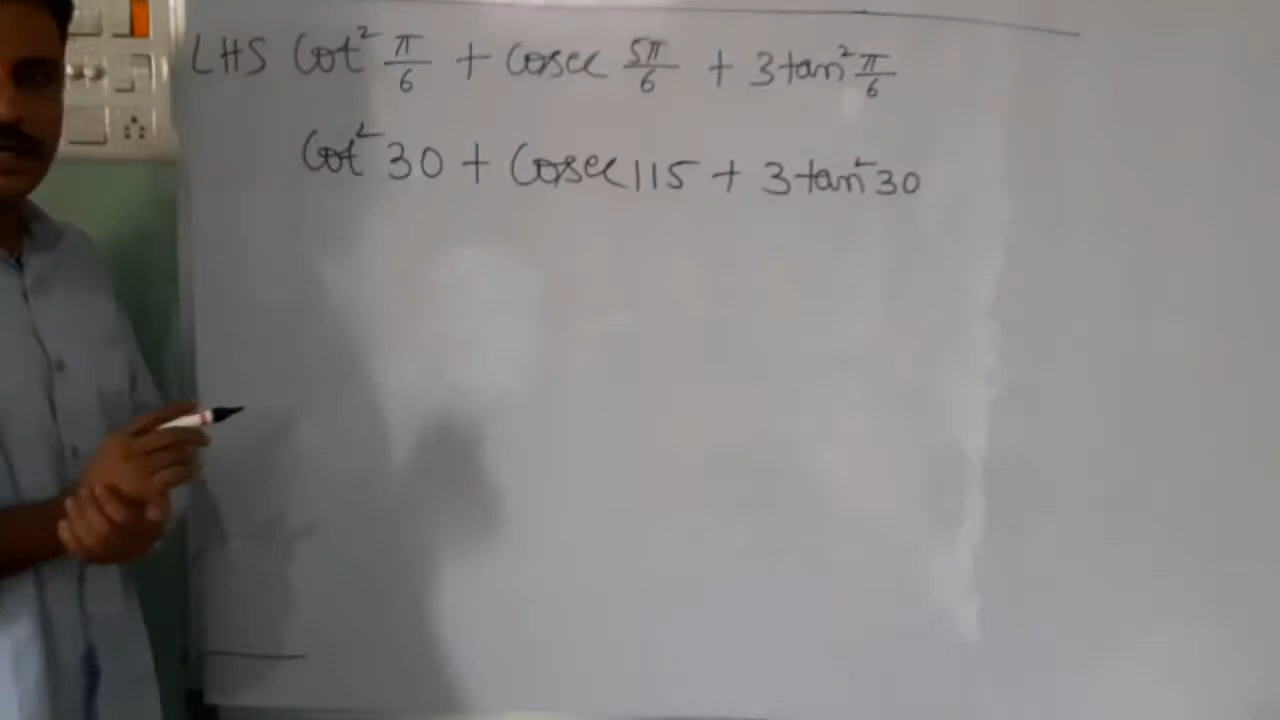 LHS Cot² π/6 + Cosec 5π/6 + 3tan² π/6
Cot² 30 + Cosec 115 + 3tan² 30